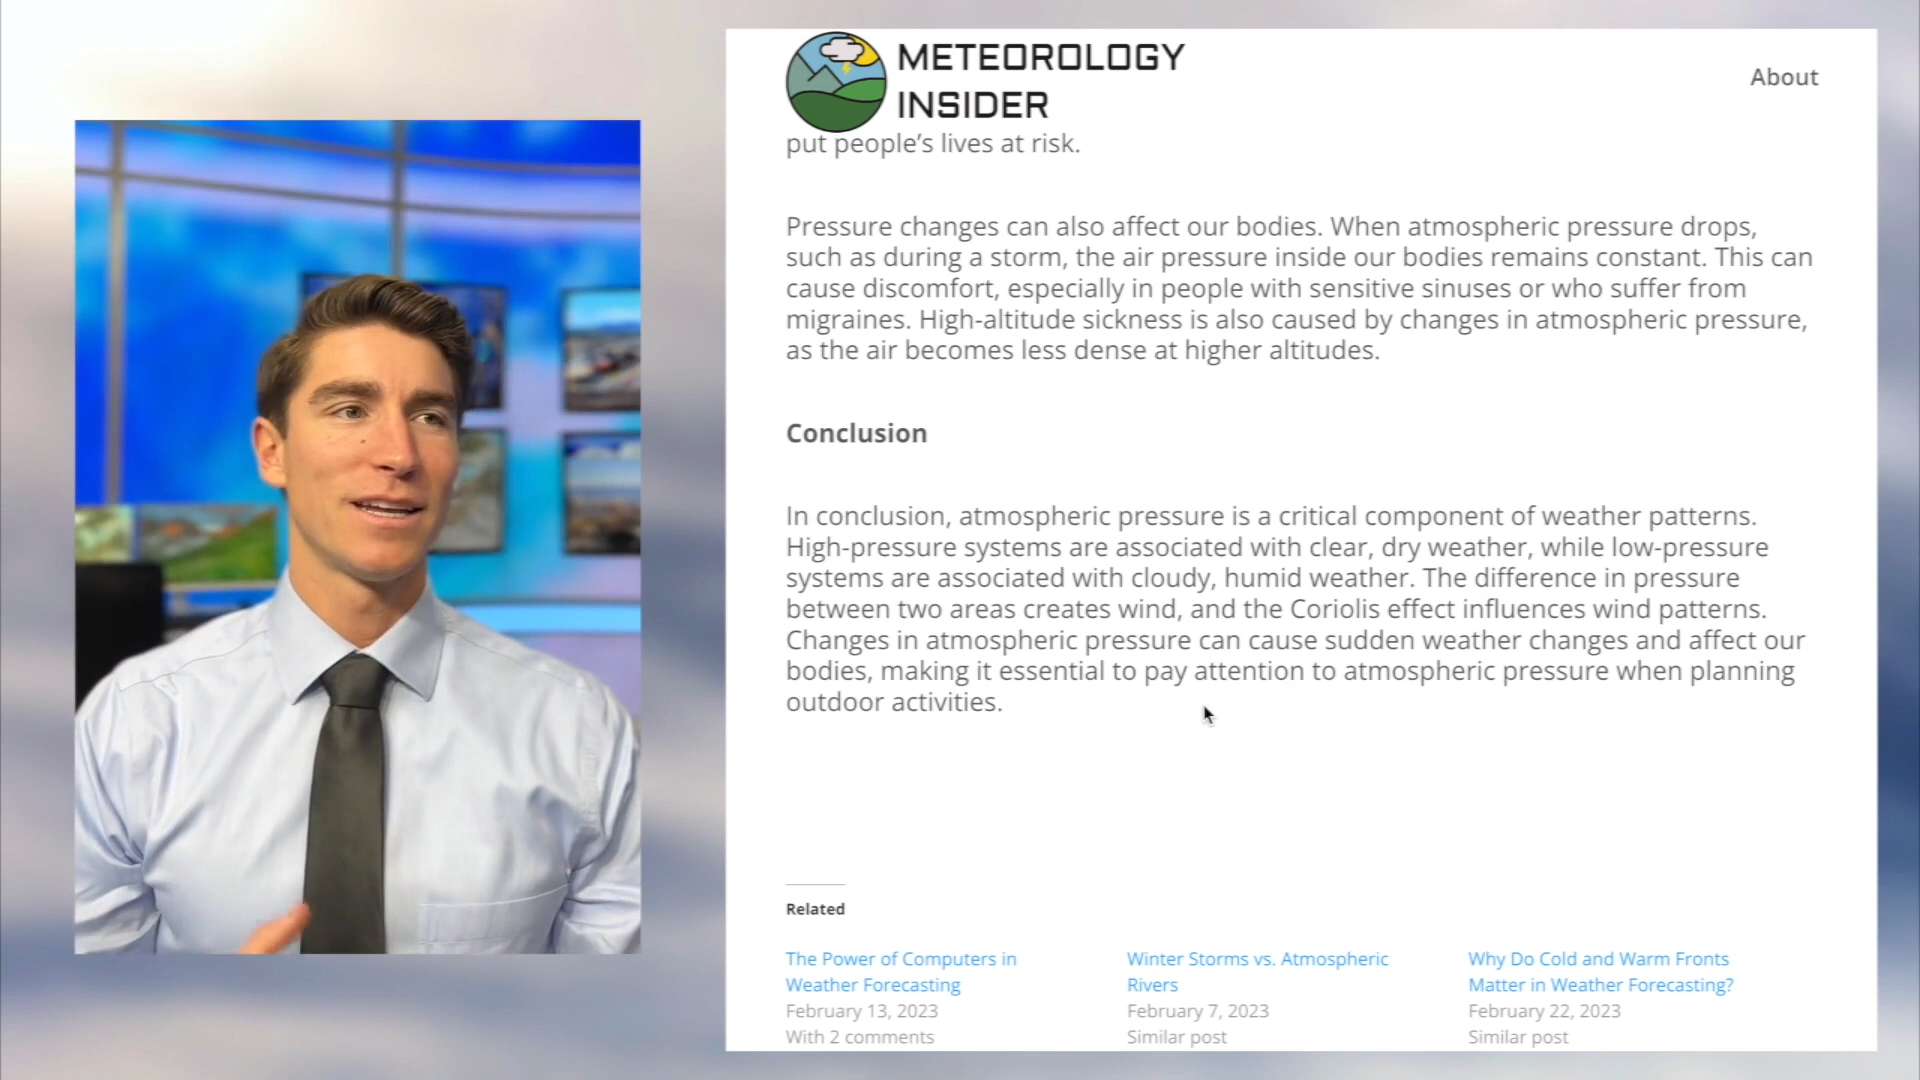 METEOROLOGY
INSIDER
About
put people’s lives at risk.
Pressure changes can also affect our bodies. When atmospheric pressure drops,
such as during a storm, the air pressure inside our bodies remains constant. This can
cause discomfort, especially in people with sensitive sinuses or who suffer from
migraines. High-altitude sickness is also caused by changes in atmospheric pressure,
as the air becomes less dense at higher altitudes.
Conclusion
In conclusion, atmospheric pressure is a critical component of weather patterns.
High-pressure systems are associated with clear, dry weather, while low-pressure
systems are associated with cloudy, humid weather. The difference in pressure
between two areas creates wind, and the Coriolis effect influences wind patterns.
Changes in atmospheric pressure can cause sudden weather changes and affect our
bodies, making it essential to pay attention to atmospheric pressure when planning
outdoor activities.
Related
The Power of Computers in
Weather Forecasting
February 13, 2023
With 2 comments
Winter Storms vs. Atmospheric
Rivers
February 7, 2023
Similar post
Why Do Cold and Warm Fronts
Matter in Weather Forecasting?
February 22, 2023
Similar post